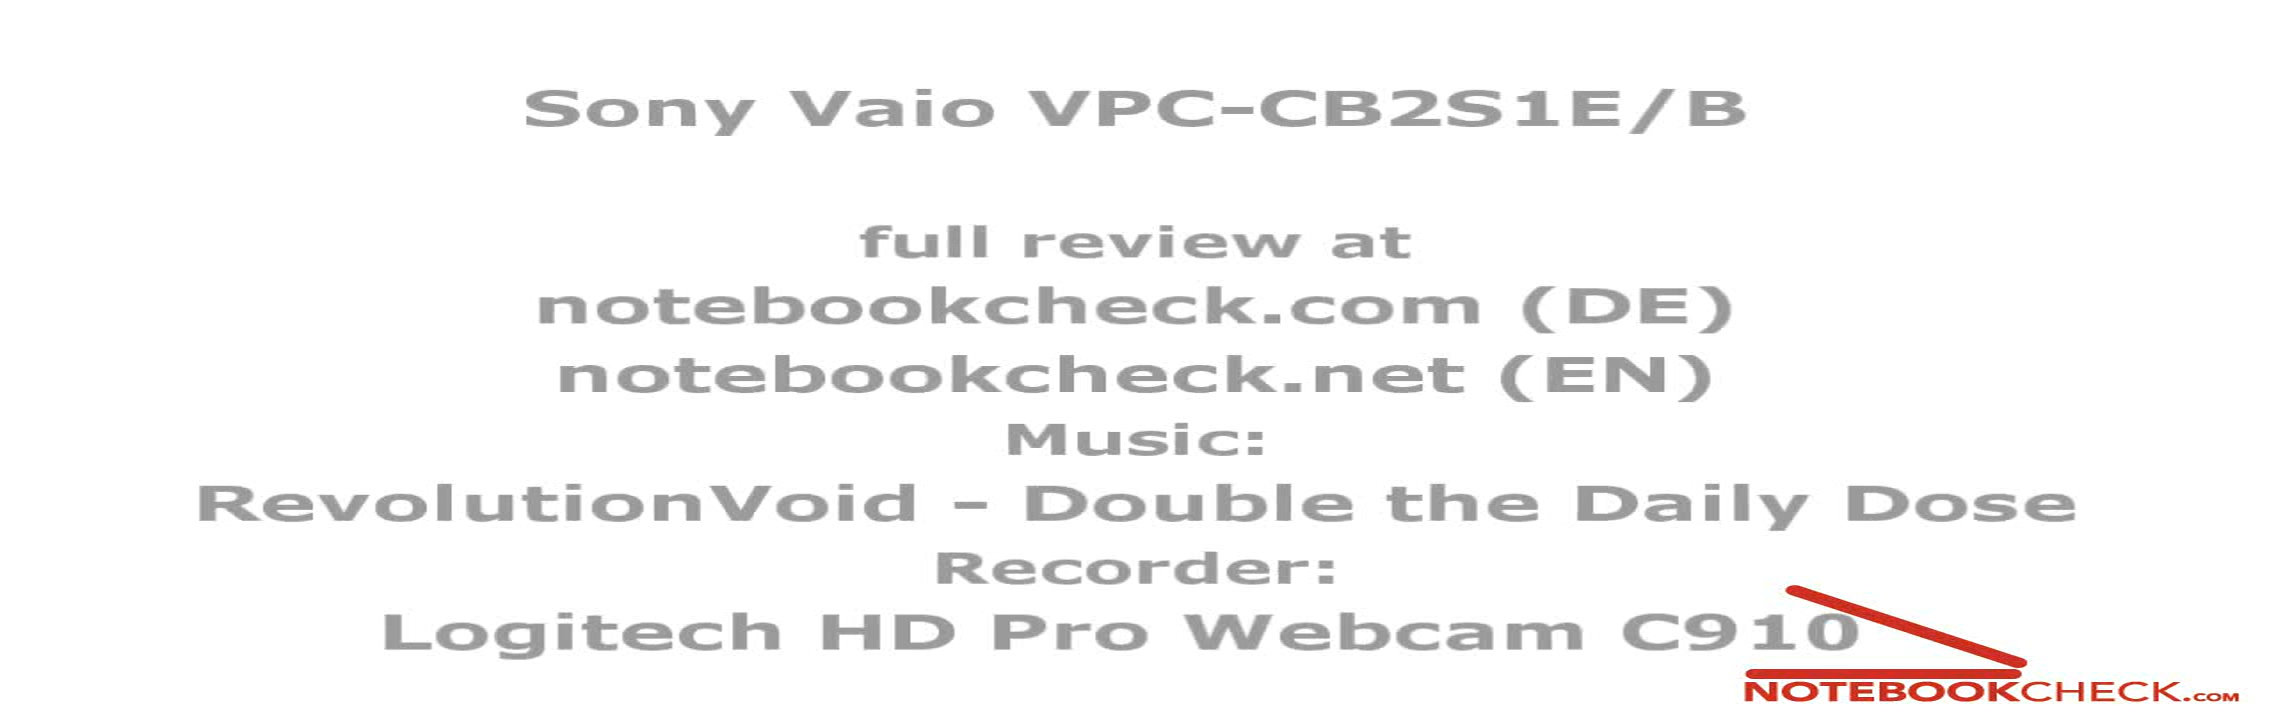 Sony Vaio VPC-CB2S1E/B
full review at
notebookcheck.com (DE)
notebookcheck.net (EN)
Music:
RevolutionVoid - Double the Daily Dose
Recorder:
Logitech HD Pro Webcam C910
NOTEBOOKCHECK.COM